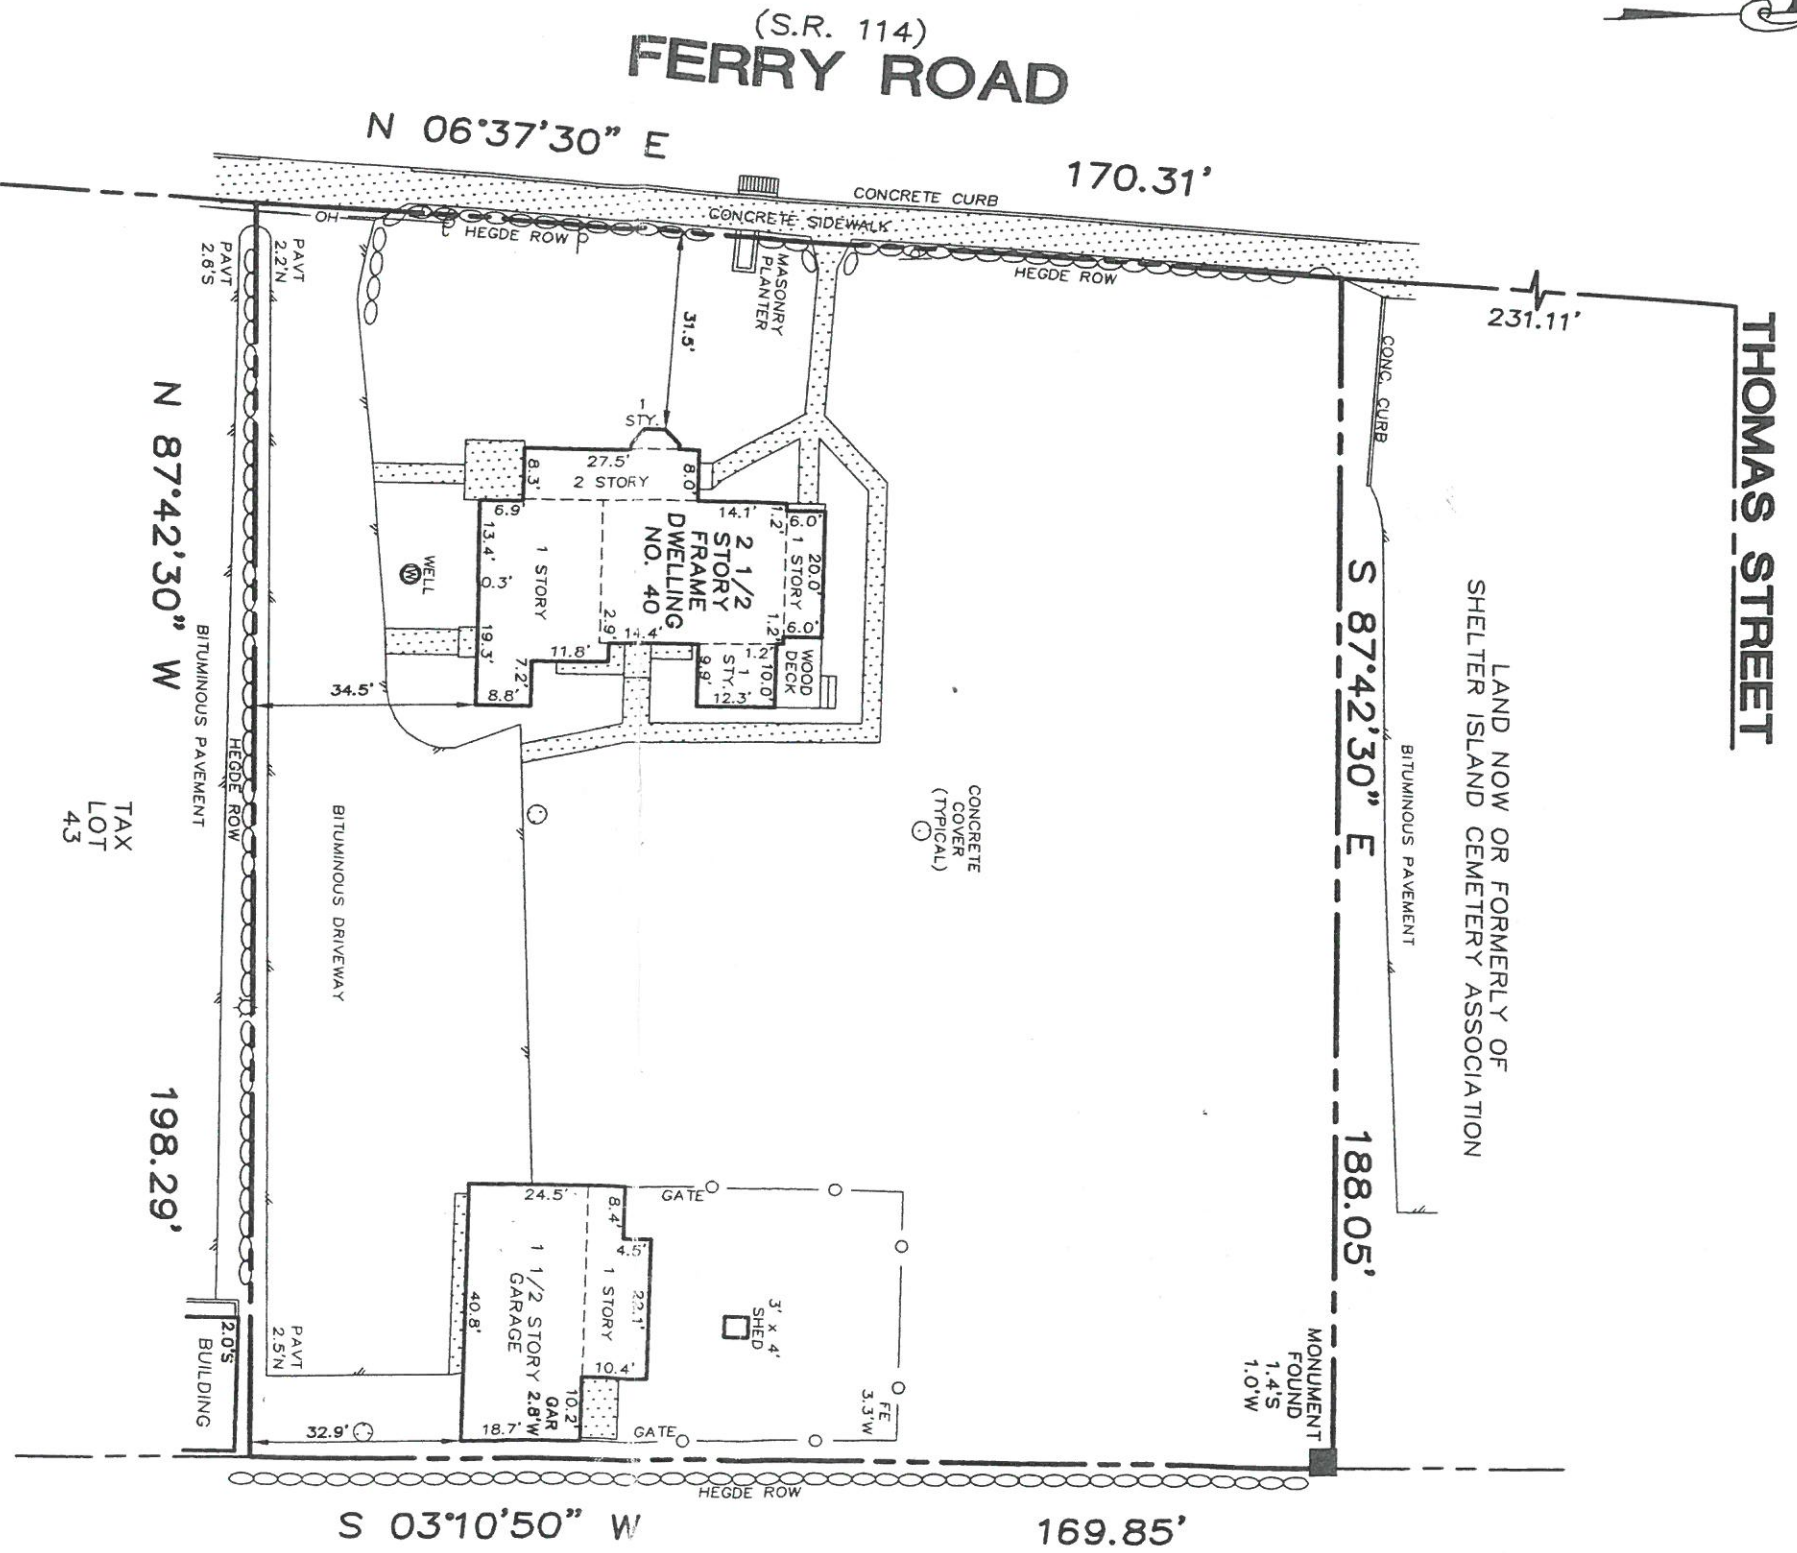 (S.R. 114)
FERRY ROAD
N 06°37'30" E
170.31'
CONCRETE CURB
CONCRETE SIDEWALK
OH
HEGDE ROW
HEGDE ROW
231.11'
THOMAS STREET
PAVT
2.2'N
PAVT
2.6'S
MASONRY
PLANTER
31.5'
CONC. CURB
1
STY.
27.5'
2 STORY
8.3'
8.0'
6.9'
14.1'
1.2'
6.0'
13.4'
0.3'
19.3'
1 STORY
2 1/2
STORY
FRAME
DWELLING
NO. 40
1 STORY
20.0'
WELL
W
2.9'
14.4'
1.2'
6.0'
11.8'
7.2'
8.8'
9.9'
1
STY.
1.2'
10.0'
12.3'
WOOD
DECK
34.5'
N 87°42'30" W
198.29'
BITUMINOUS PAVEMENT
HEGDE ROW
TAX
LOT
43
BITUMINOUS DRIVEWAY
CONCRETE
COVER
(TYPICAL)
S 87°42'30" E
188.05'
BITUMINOUS PAVEMENT
LAND NOW OR FORMERLY OF
SHELTER ISLAND CEMETERY ASSOCIATION
24.5'
8.4'
4.5'
GATE
40.8'
1 1/2 STORY
GARAGE
1 STORY
22.1'
10.4'
10.2'
GAR
2.8'W
18.7'
3' x 4'
SHED
FE
3.3'W
GATE
MONUMENT
FOUND
1.4'S
1.0'W
PAVT
2.5'N
2.0'S
BUILDING
32.9'
HEGDE ROW
S 03°10'50" W
169.85'